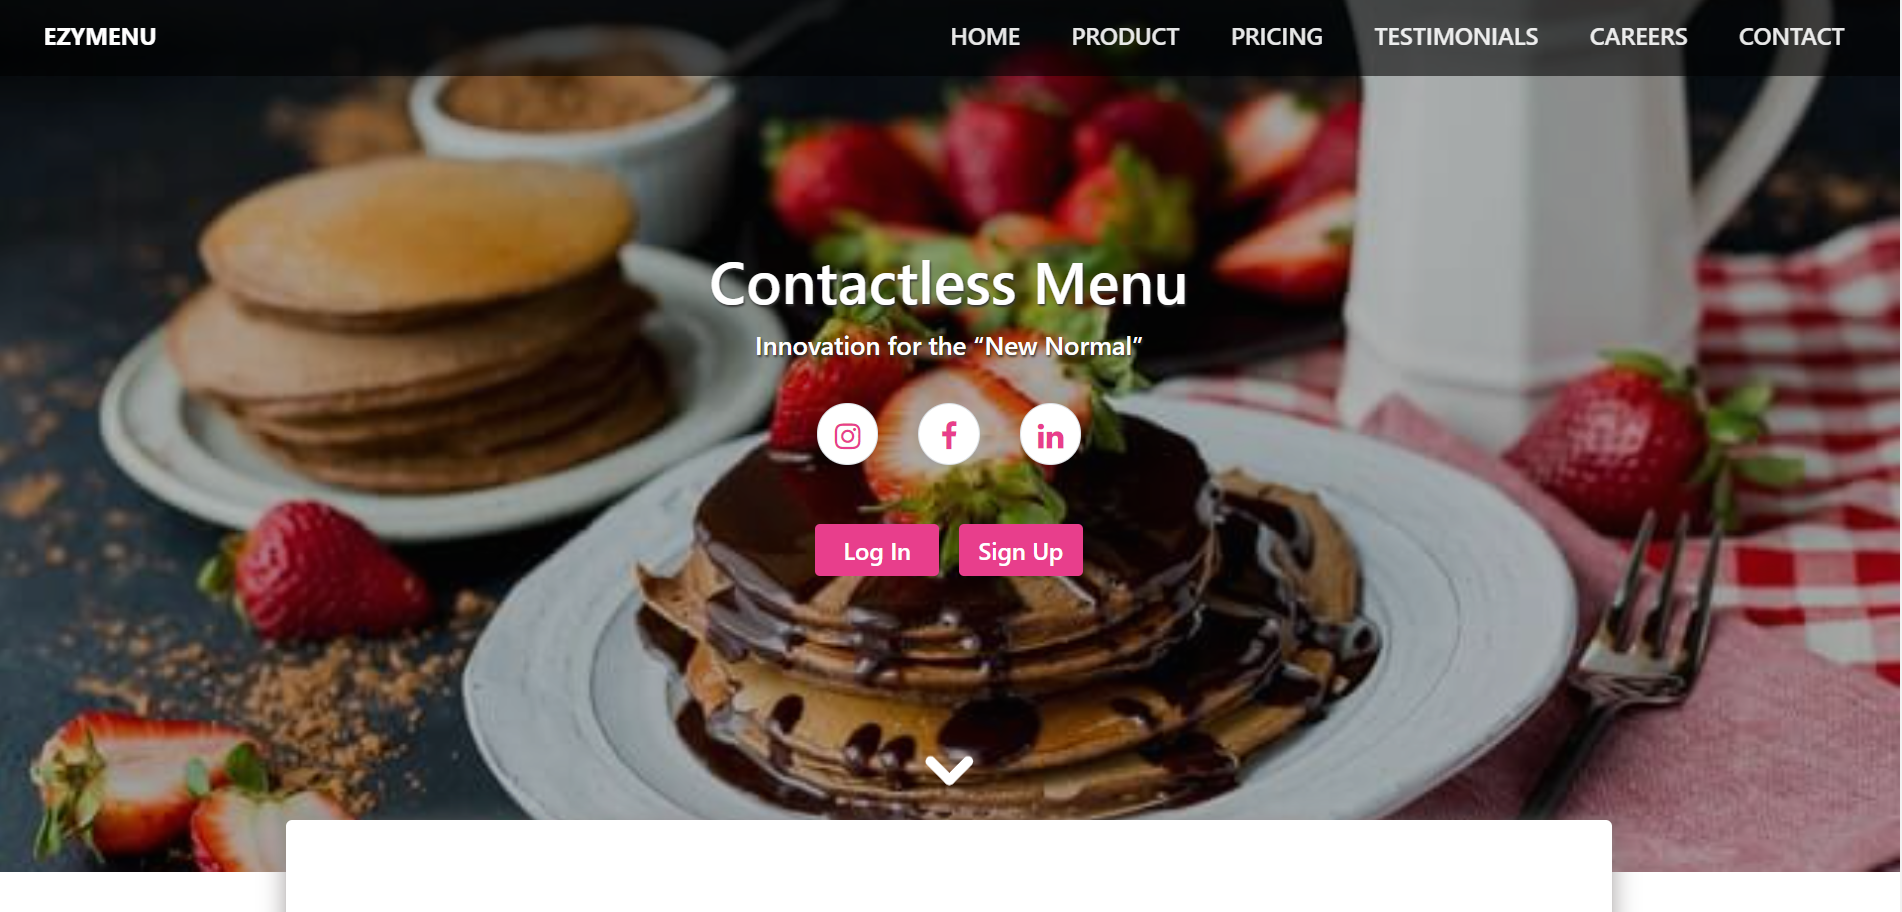 EZYMENU
HOME PRODUCT PRICING TESTIMONIALS CAREERS CONTACT
Contactless Menu
Innovation for the “New Normal”
Log In
Sign Up